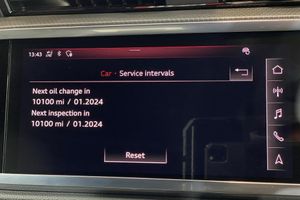 13:43
Car · Service intervals
Next oil change in
10100 mi / 01.2024
Next inspection in
10100 mi / 01.2024
Reset